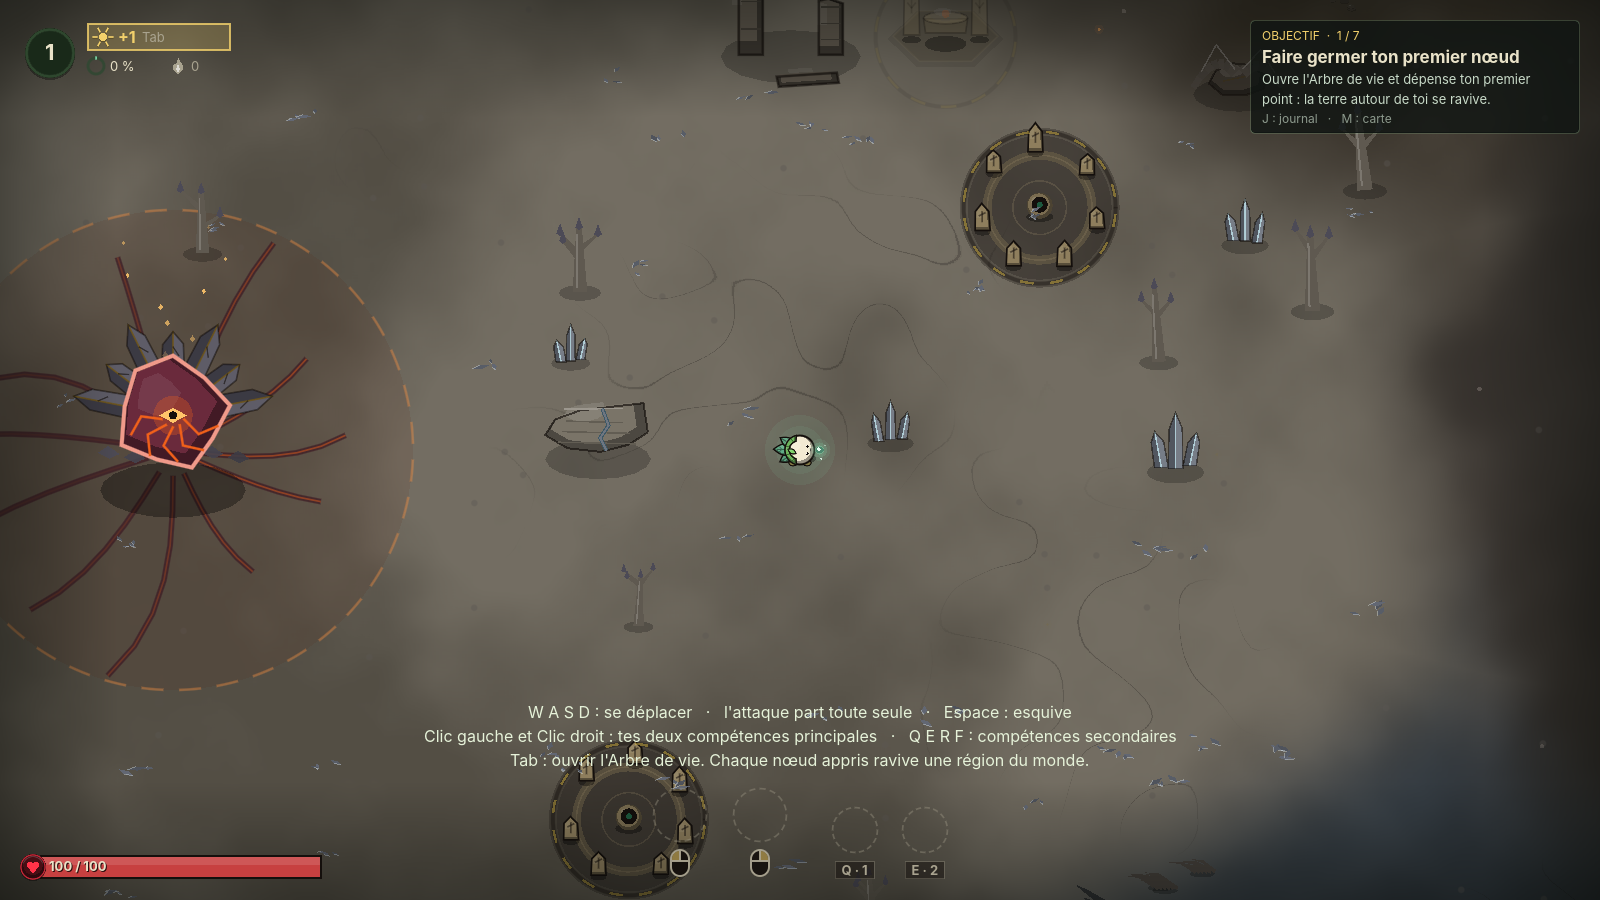 1
+1 Tab
0 % 0
OBJECTIF · 1 / 7
Faire germer ton premier nœud
Ouvre l'Arbre de vie et dépense ton premier
point : la terre autour de toi se ravive.
J : journal · M : carte
W A S D : se déplacer · l'attaque part toute seule · Espace : esquive
Clic gauche et Clic droit : tes deux compétences principales · Q E R F : compétences secondaires
Tab : ouvrir l'Arbre de vie. Chaque nœud appris ravive une région du monde.
100 / 100
Q · 1
E · 2